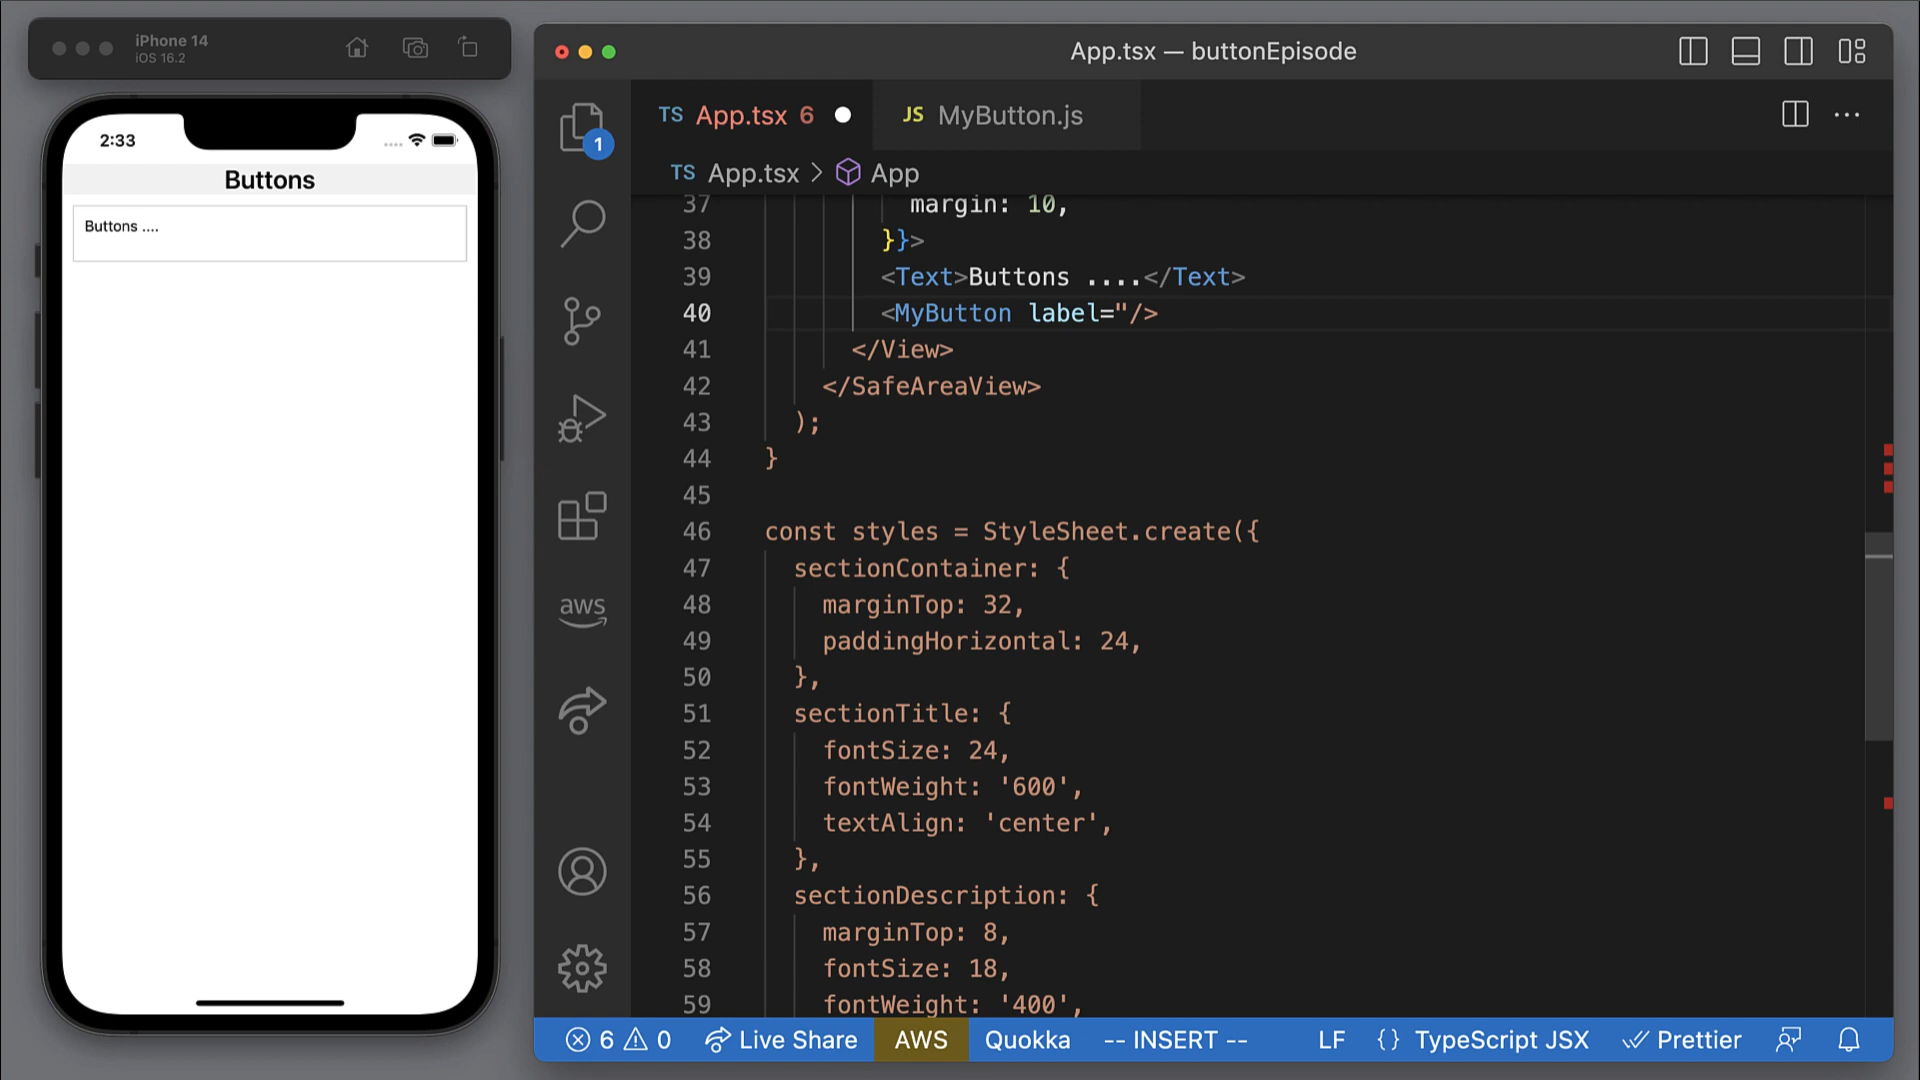 iPhone 14
iOS 16.2
2:33
Buttons
Buttons ....
App.tsx — buttonEpisode
1
TS App.tsx 6
JS MyButton.js
TS App.tsx > App
37 margin: 10,
38 }}>
39 <Text>Buttons ....</Text>
40 <MyButton label="/>
41 </View>
42 </SafeAreaView>
43 );
44 }
45
46 const styles = StyleSheet.create({
47 sectionContainer: {
48 marginTop: 32,
49 paddingHorizontal: 24,
50 },
51 sectionTitle: {
52 fontSize: 24,
53 fontWeight: '600',
54 textAlign: 'center',
55 },
56 sectionDescription: {
57 marginTop: 8,
58 fontSize: 18,
59 fontWeight: '400',
aws
6 0 Live Share AWS Quokka -- INSERT -- LF {} TypeScript JSX Prettier